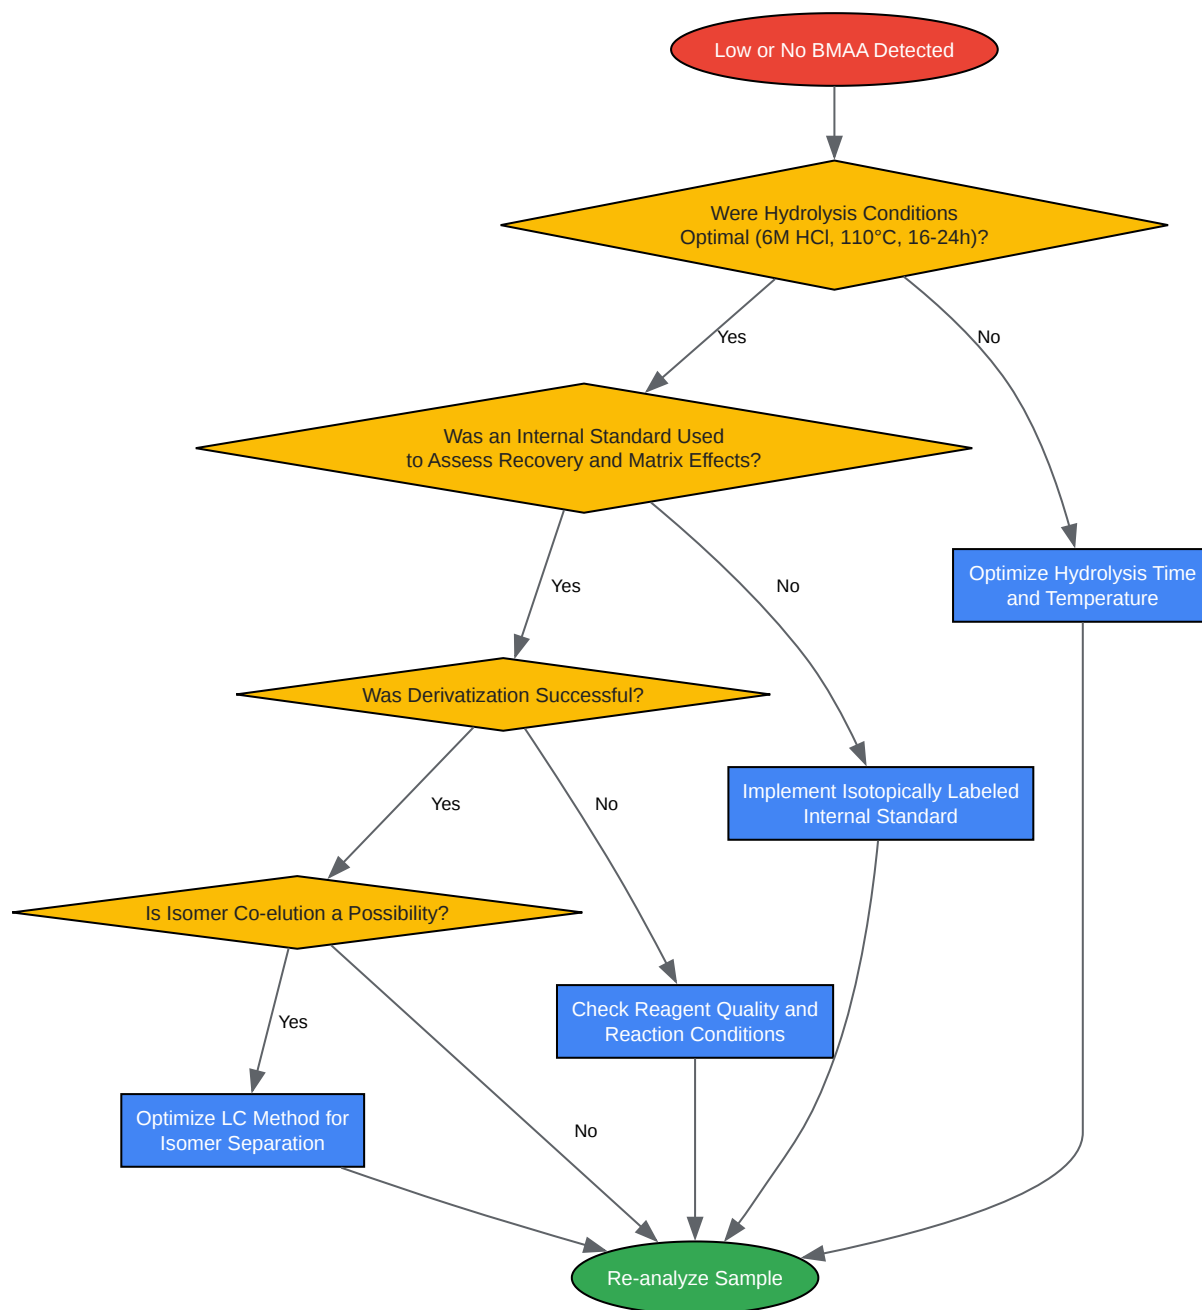 Low or No BMAA Detected
Were Hydrolysis Conditions
Optimal (6M HCl, 110°C, 16-24h)?
Yes
No
Was an Internal Standard Used
to Assess Recovery and Matrix Effects?
Optimize Hydrolysis Time
and Temperature
Yes
No
Was Derivatization Successful?
Implement Isotopically Labeled
Internal Standard
Yes
No
Is Isomer Co-elution a Possibility?
Check Reagent Quality and
Reaction Conditions
Yes
No
Optimize LC Method for
Isomer Separation
Re-analyze Sample